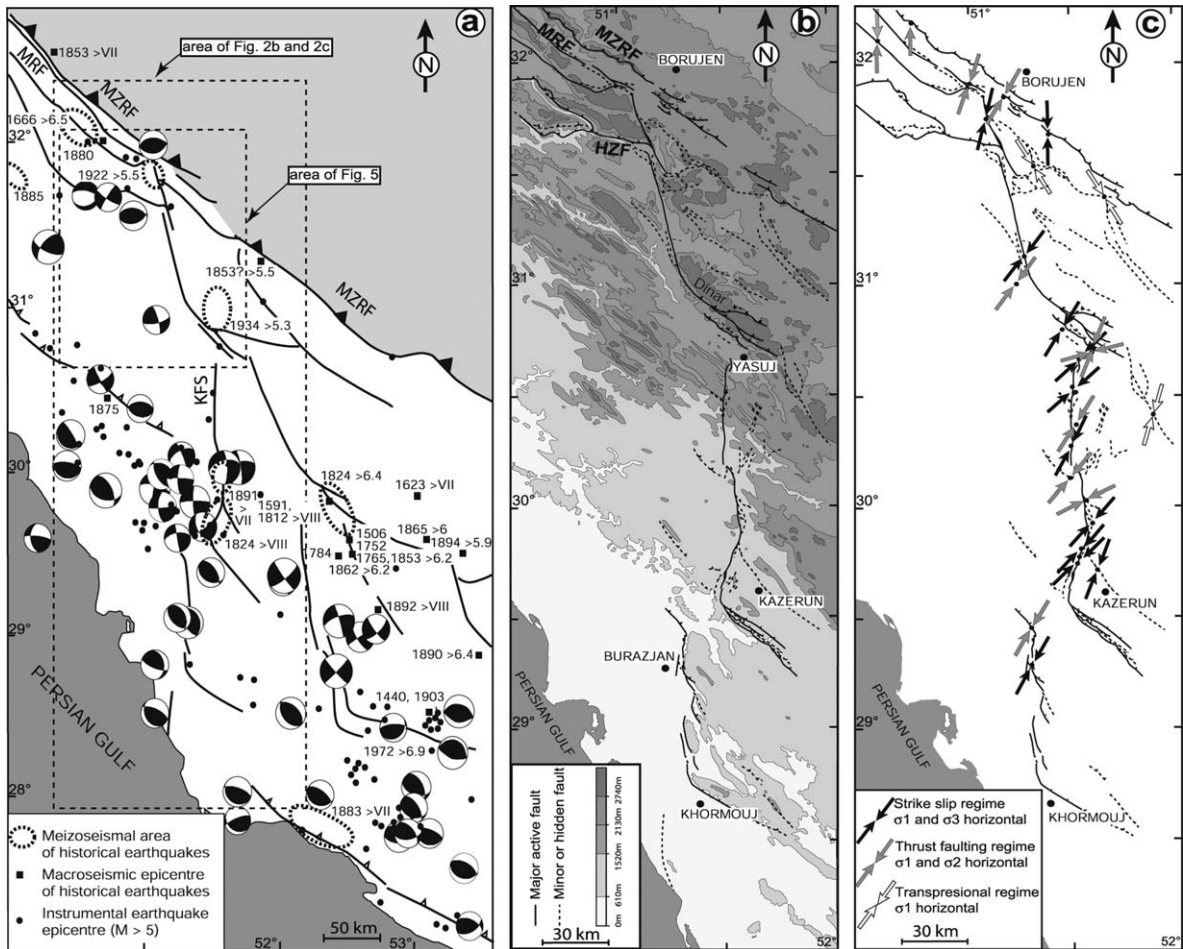 a
1853 >VII
area of Fig. 2b and 2c
N
MRF
MZRF
1666 >6.5
32°
1880
1922 >5.5
1885
area of Fig. 5
1853? >5.5
MZRF
31°
1934 >5.3
KFS
1875
30°
1824 >6.4
1623 >VII
1891
>
VII
1591,
1812 >VIII
1506
1752
1865 >6
1784
1765, 1853 >6.2
1894 >5.9
1824 >VIII
1862 >6.2
1892 >VIII
29°
1890 >6.4
PERSIAN GULF
1440, 1903
1972 >6.9
28°
1883 >VII
Meizoseismal area
of historical earthquakes
Macroseismic epicentre
of historical earthquakes
Instrumental earthquake
epicentre (M > 5)
50 km
51°
52°
53°
b
51°
MRF
MZRF
N
32°
BORUJEN
HZF
31°
Dinar
YASUJ
30°
KAZERUN
BURAZJAN
PERSIAN GULF
29°
KHORMOUJ
Major active fault
Minor or hidden fault
0m
610m
1520m
2130m
2740m
30 km
52°
c
51°
N
32°
BORUJEN
31°
30°
KAZERUN
29°
PERSIAN GULF
KHORMOUJ
Strike slip regime
σ1 and σ3 horizontal
Thrust faulting regime
σ1 and σ2 horizontal
Transpresional regime
σ1 horizontal
30 km
52°